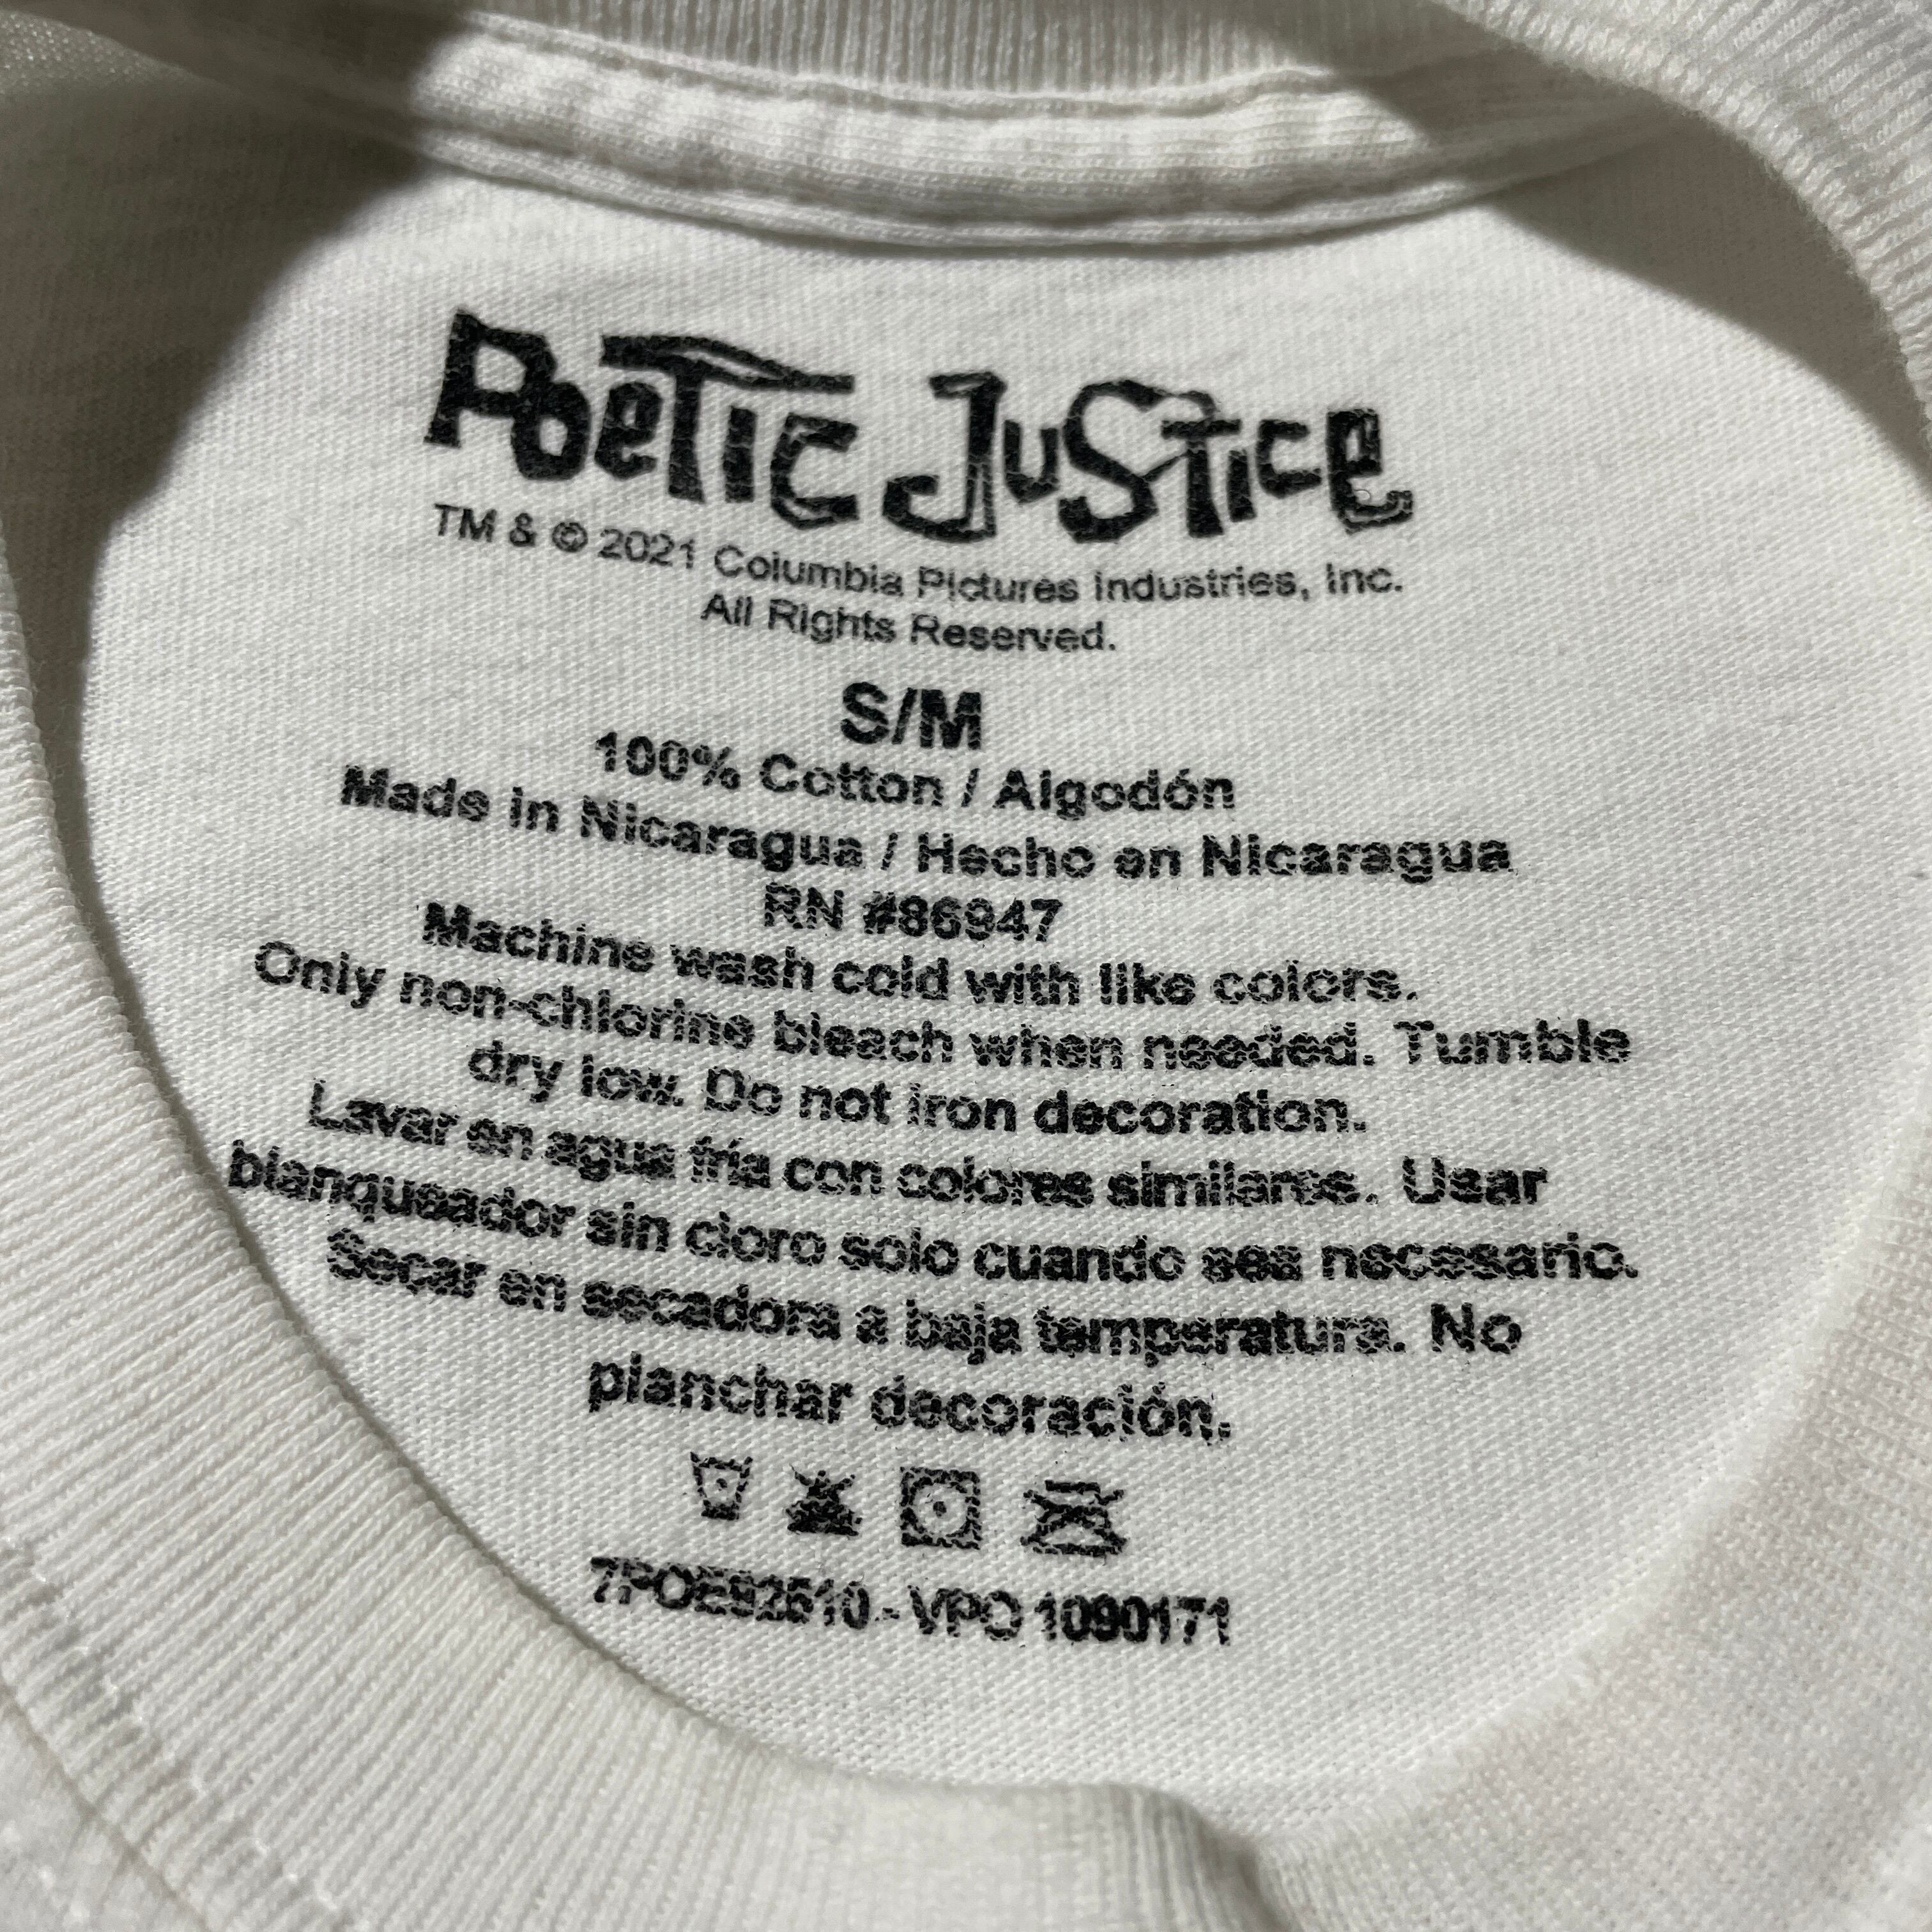 Poetic Justice
TM & © 2021 Columbia Pictures Industries, Inc.
All Rights Reserved.
S/M
100% Cotton / Algodón
Made in Nicaragua / Hecho en Nicaragua
RN #86947
Machine wash cold with like colors.
Only non-chlorine bleach when needed. Tumble
dry low. Do not iron decoration.
Lavar en agua fría con colores similares. Usar
blanqueador sin cloro solo cuando sea necesario.
Secar en secadora a baja temperatura. No
planchar decoración.
7POE92610 - VPO 1090171